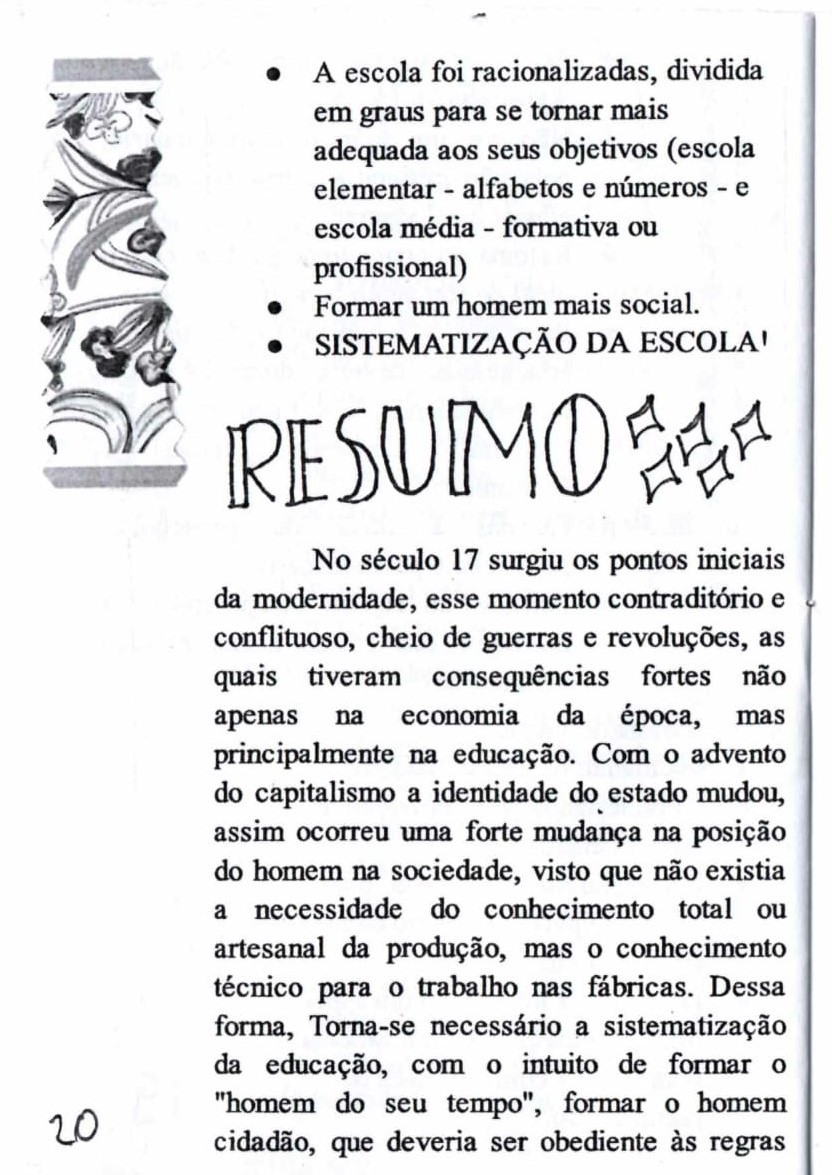 • A escola foi racionalizadas, dividida
em graus para se tornar mais
adequada aos seus objetivos (escola
elementar - alfabetos e números - e
escola média - formativa ou
profissional)
• Formar um homem mais social.
• SISTEMATIZAÇÃO DA ESCOLA!
RESUMO
No século 17 surgiu os pontos iniciais
da modernidade, esse momento contraditório e
conflituoso, cheio de guerras e revoluções, as
quais tiveram consequências fortes não
apenas na economia da época, mas
principalmente na educação. Com o advento
do capitalismo a identidade do estado mudou,
assim ocorreu uma forte mudança na posição
do homem na sociedade, visto que não existia
a necessidade do conhecimento total ou
artesanal da produção, mas o conhecimento
técnico para o trabalho nas fábricas. Dessa
forma, Torna-se necessário a sistematização
da educação, com o intuito de formar o
"homem do seu tempo", formar o homem
cidadão, que deveria ser obediente às regras
20